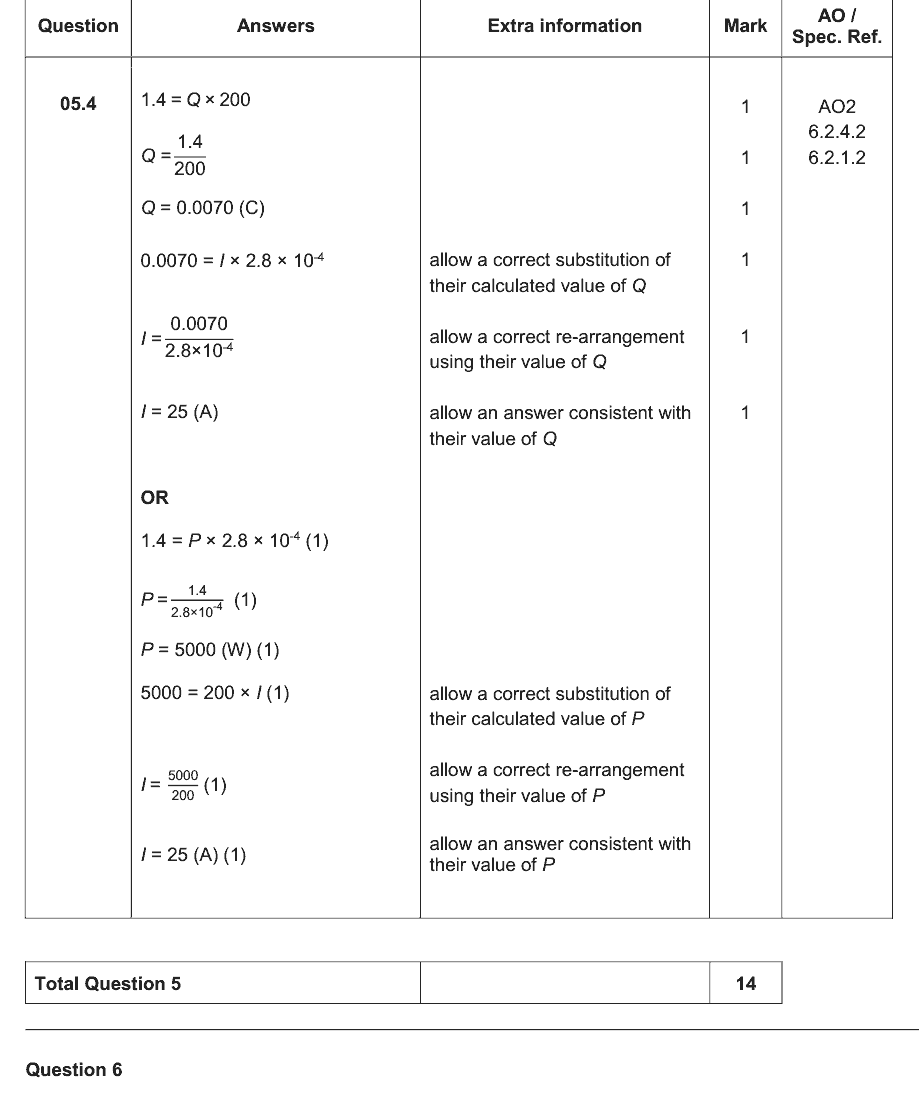 Question Answers Extra information Mark AO /
Spec. Ref.
05.4 1.4 = Q × 200 1 AO2
6.2.4.2
Q = 1.4/200 1 6.2.1.2
Q = 0.0070 (C) 1
0.0070 = I × 2.8 × 10⁻⁴ allow a correct substitution of 1
their calculated value of Q
I = 0.0070/2.8×10⁻⁴ allow a correct re-arrangement 1
using their value of Q
I = 25 (A) allow an answer consistent with 1
their value of Q
OR
1.4 = P × 2.8 × 10⁻⁴ (1)
P = 1.4/2.8×10⁻⁴ (1)
P = 5000 (W) (1)
5000 = 200 × I (1) allow a correct substitution of
their calculated value of P
I = 5000/200 (1) allow a correct re-arrangement
using their value of P
I = 25 (A) (1) allow an answer consistent with
their value of P
Total Question 5 14
Question 6